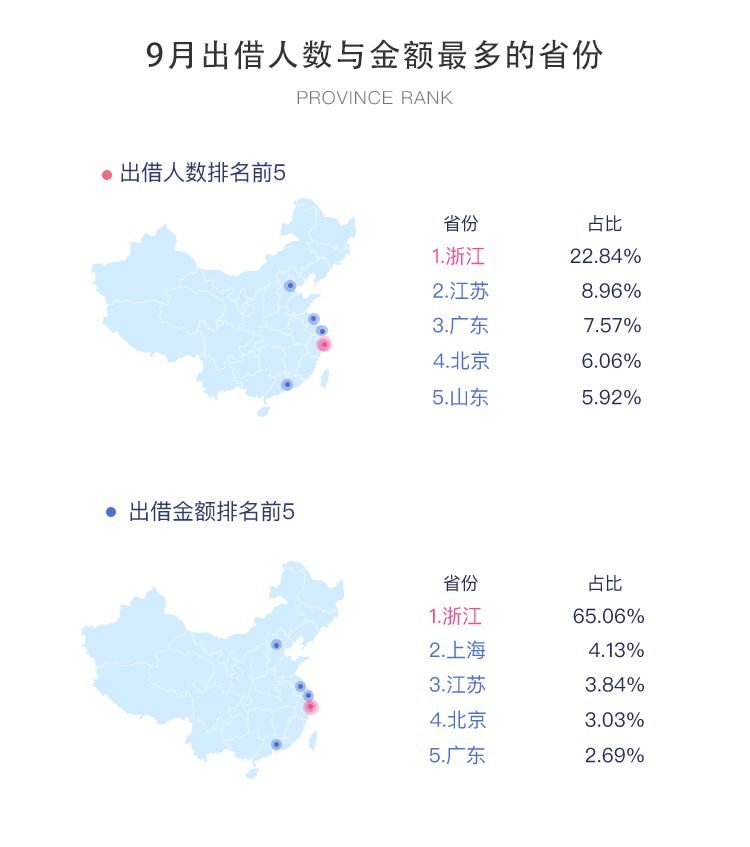 9月出借人数与金额最多的省份
PROVINCE RANK
出借人数排名前5
省份 占比
1.浙江 22.84%
2.江苏 8.96%
3.广东 7.57%
4.北京 6.06%
5.山东 5.92%
出借金额排名前5
省份 占比
1.浙江 65.06%
2.上海 4.13%
3.江苏 3.84%
4.北京 3.03%
5.广东 2.69%